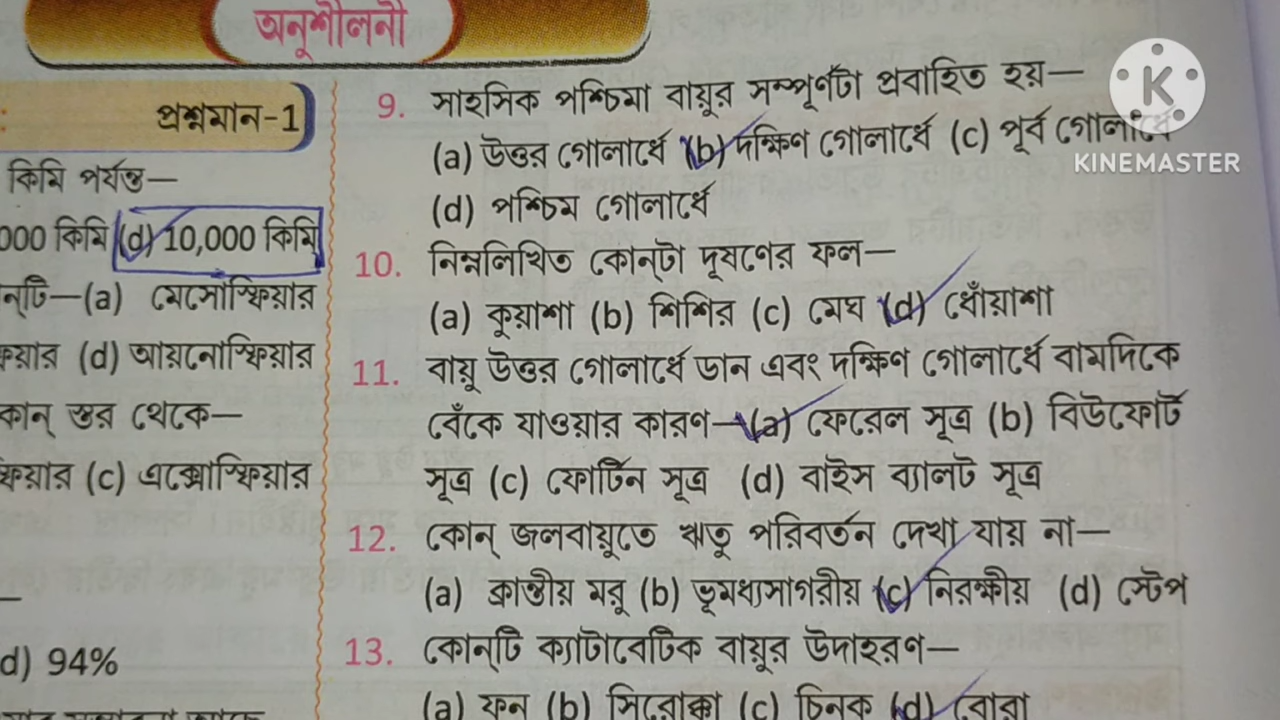 অনুশীলনী
প্রশ্নমান-1
কিমি পর্যন্ত—
000 কিমি (d) 10,000 কিমি
ন্‌টি—(a) মেসোস্ফিয়ার
(d) আয়নোস্ফিয়ার
কোন্ স্তর থেকে—
(c) এক্সোস্ফিয়ার
d) 94%
9. সাহসিক পশ্চিমা বায়ুর সম্পূর্ণটা প্রবাহিত হয়—
(a) উত্তর গোলার্ধে (b) দক্ষিণ গোলার্ধে (c) পূর্ব গোলার্ধে
(d) পশ্চিম গোলার্ধে
10. নিম্নলিখিত কোন্‌টা দূষণের ফল—
(a) কুয়াশা (b) শিশির (c) মেঘ (d) ধোঁয়াশা
11. বায়ু উত্তর গোলার্ধে ডান এবং দক্ষিণ গোলার্ধে বামদিকে
বেঁকে যাওয়ার কারণ—(a) ফেরেল সূত্র (b) বিউফোর্ট
সূত্র (c) ফোর্টিন সূত্র (d) বাইস ব্যালট সূত্র
12. কোন্ জলবায়ুতে ঋতু পরিবর্তন দেখা যায় না—
(a) ক্রান্তীয় মরু (b) ভূমধ্যসাগরীয় (c) নিরক্ষীয় (d) স্টেপ
13. কোন্‌টি ক্যাটাবেটিক বায়ুর উদাহরণ—
(a) ফন (b) সিরোক্কা (c) চিনক (d) বোরা
K
KINEMASTER